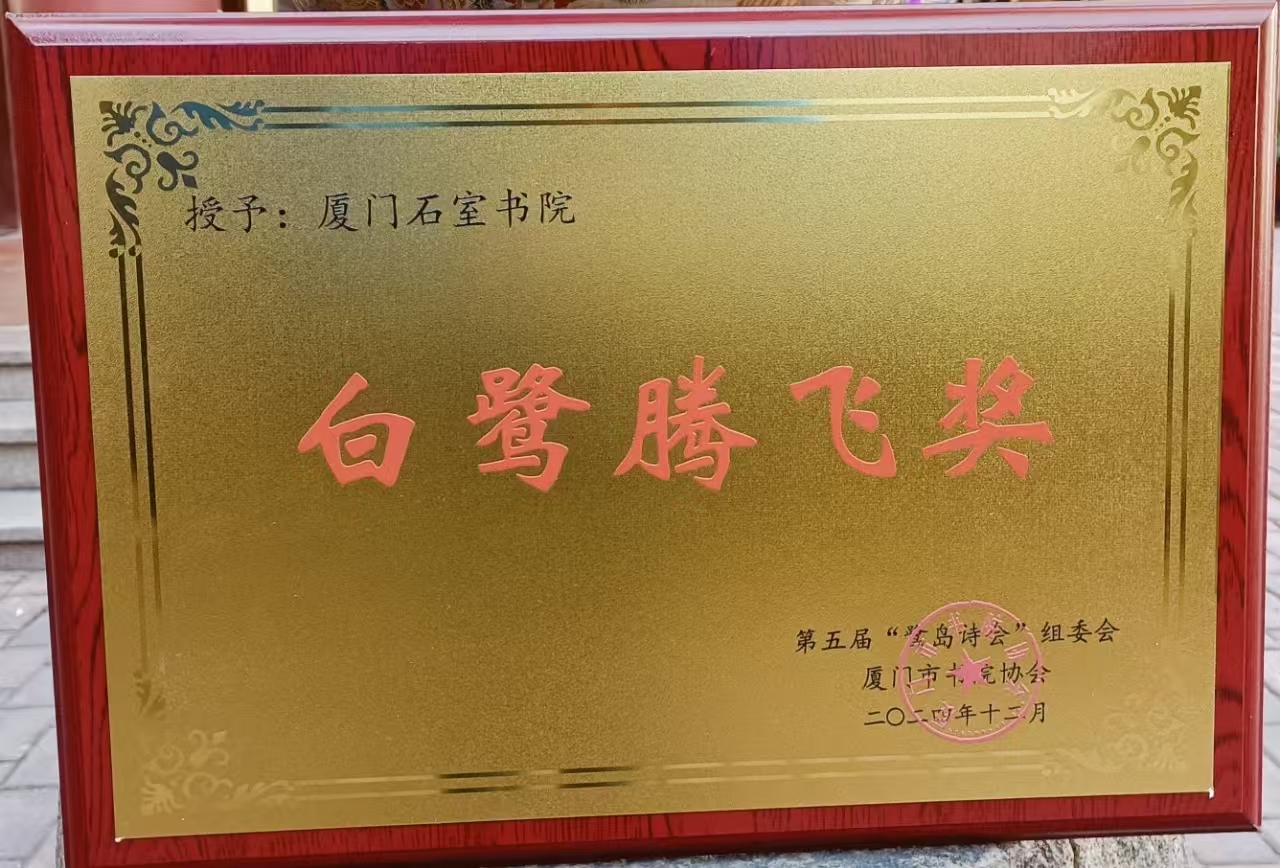 授予：厦门石室书院
白鹭腾飞奖
第五届“鹭岛诗会”组委会
厦门市书院协会
二〇二四年十二月